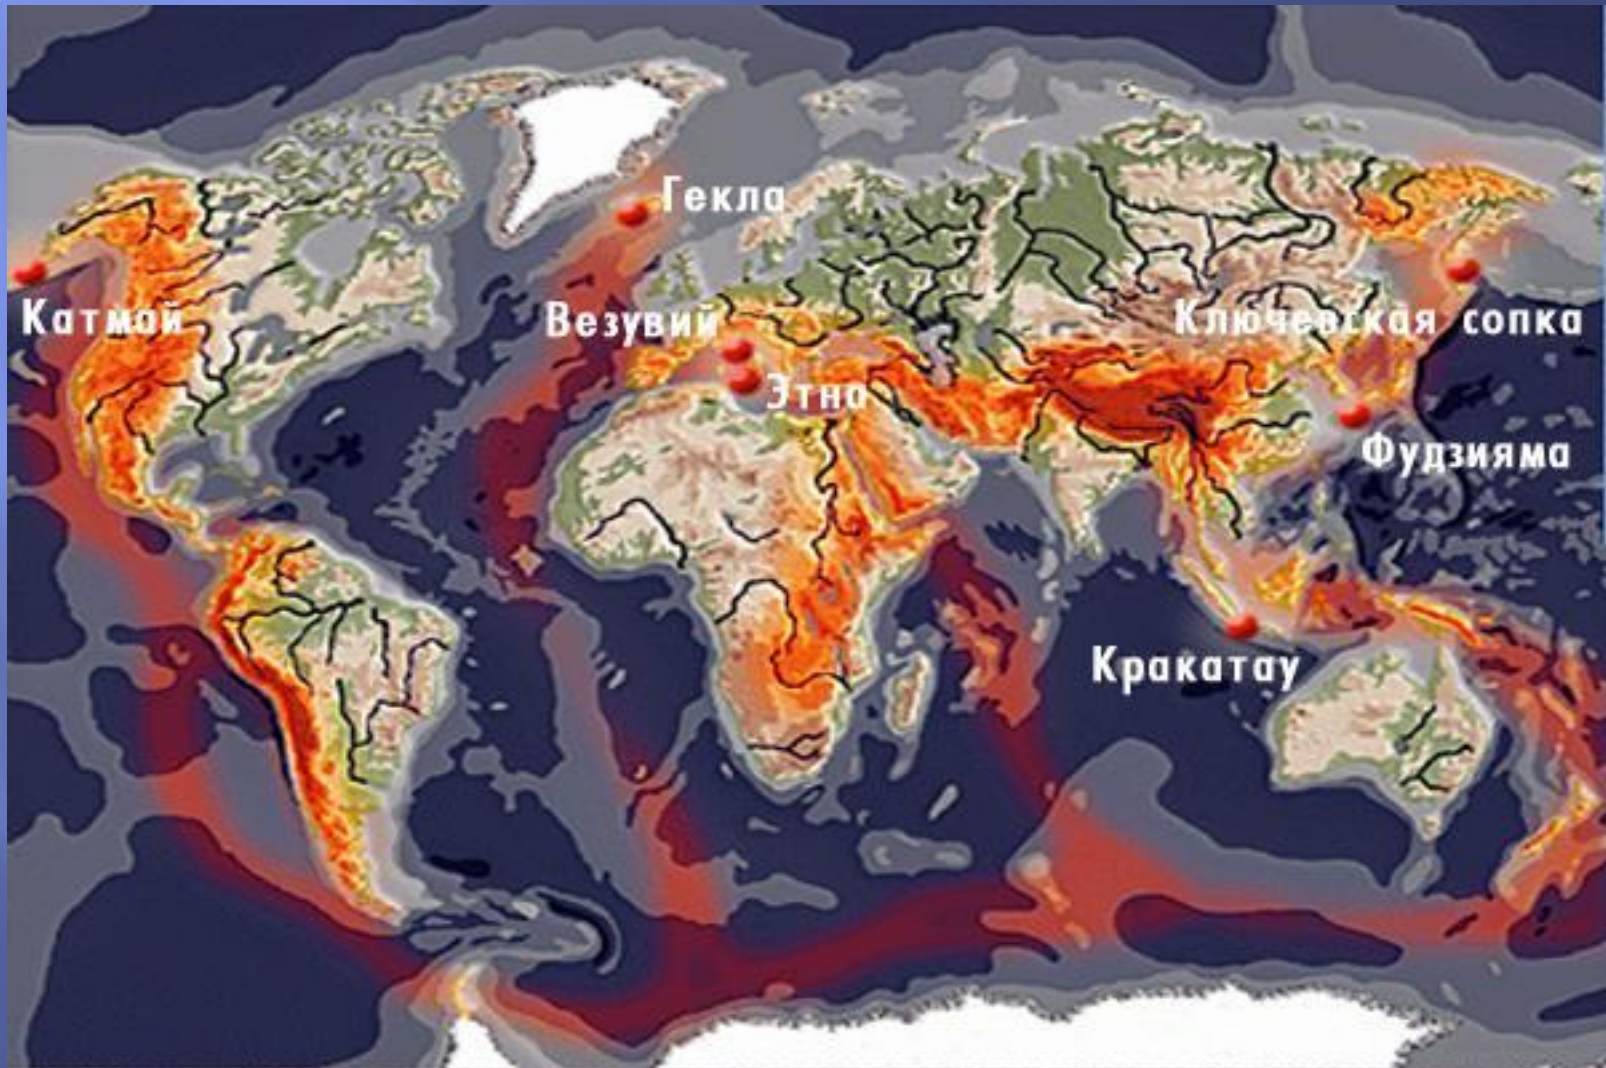 Гекла
Катмай
Везувий
Ключевская сопка
Этна
Фудзияма
Кракатау